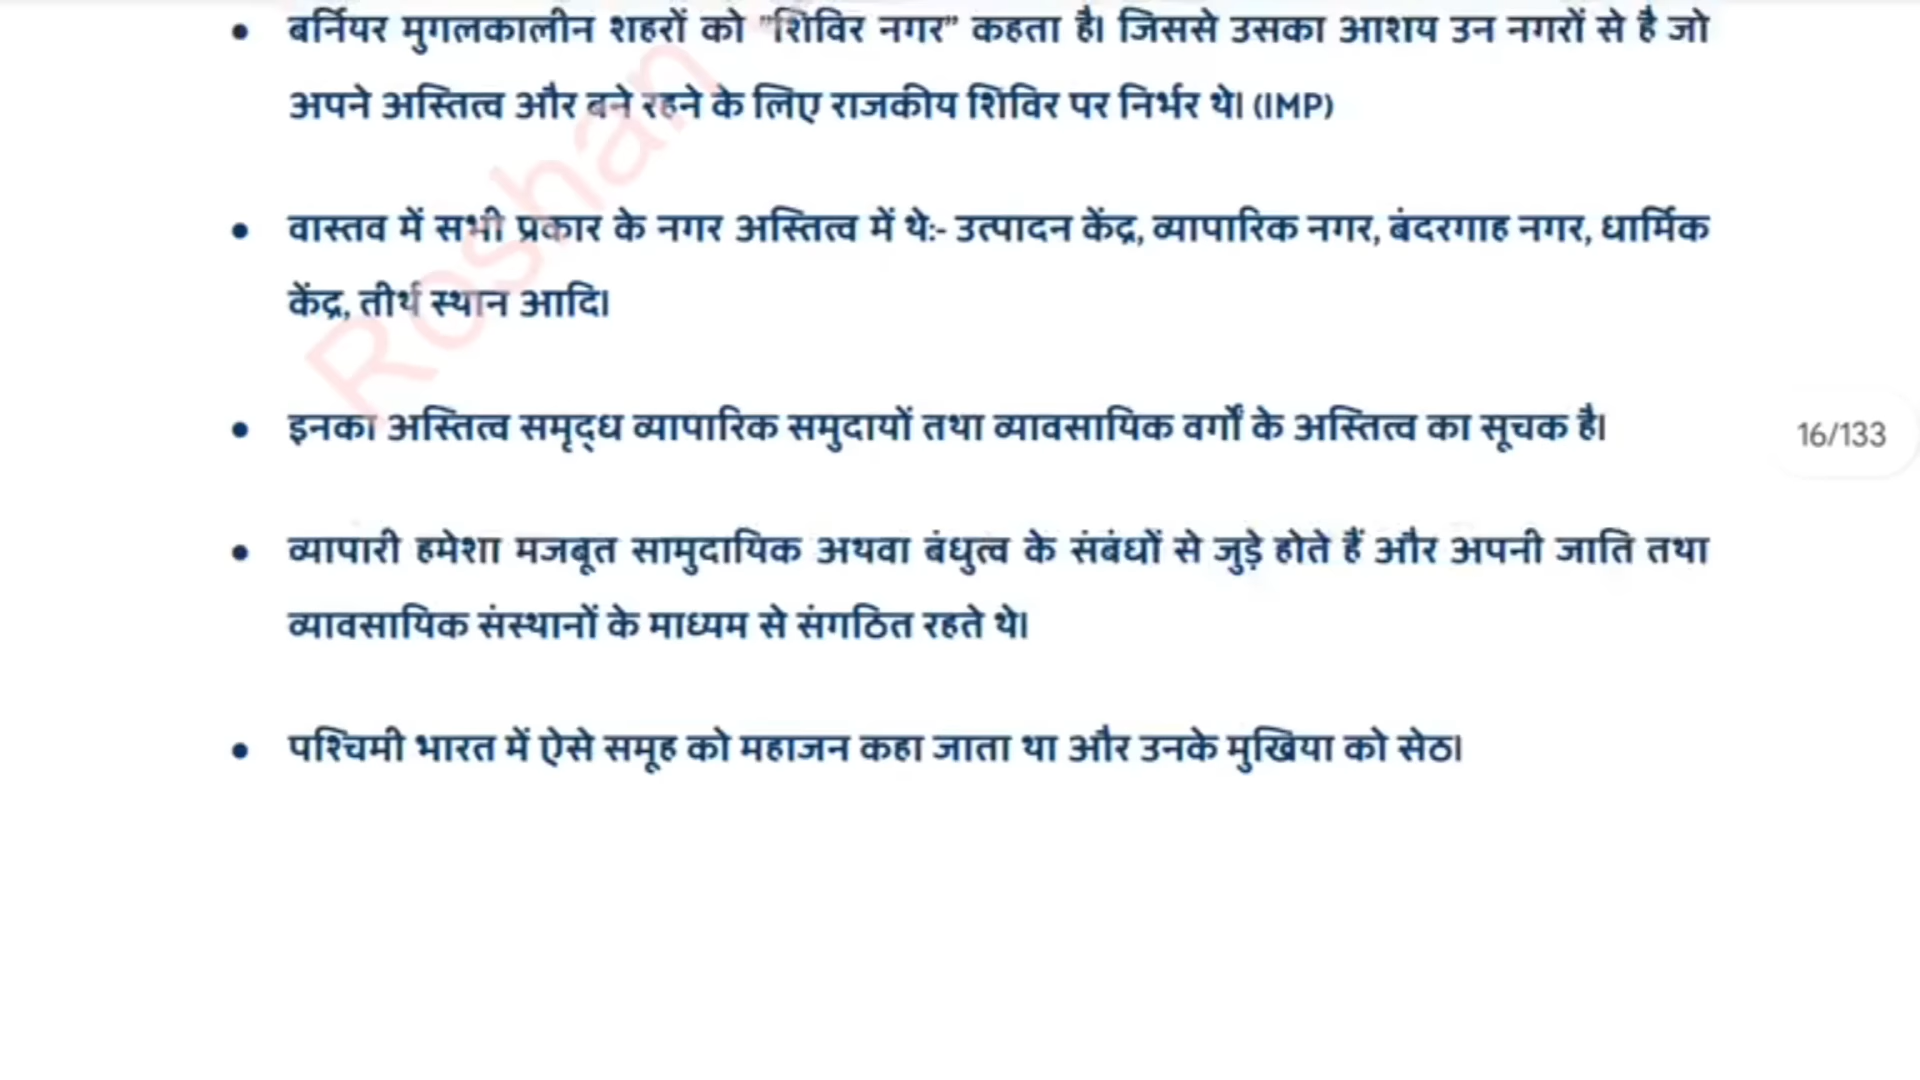 • बर्नियर मुगलकालीन शहरों को "शिविर नगर" कहता है। जिससे उसका आशय उन नगरों से है जो
अपने अस्तित्व और बने रहने के लिए राजकीय शिविर पर निर्भर थे। (IMP)
• वास्तव में सभी प्रकार के नगर अस्तित्व में थे:- उत्पादन केंद्र, व्यापारिक नगर, बंदरगाह नगर, धार्मिक
केंद्र, तीर्थ स्थान आदि।
• इनका अस्तित्व समृद्ध व्यापारिक समुदायों तथा व्यावसायिक वर्गों के अस्तित्व का सूचक है।
16/133
• व्यापारी हमेशा मजबूत सामुदायिक अथवा बंधुत्व के संबंधों से जुड़े होते हैं और अपनी जाति तथा
व्यावसायिक संस्थानों के माध्यम से संगठित रहते थे।
• पश्चिमी भारत में ऐसे समूह को महाजन कहा जाता था और उनके मुखिया को सेठ।
Roshan